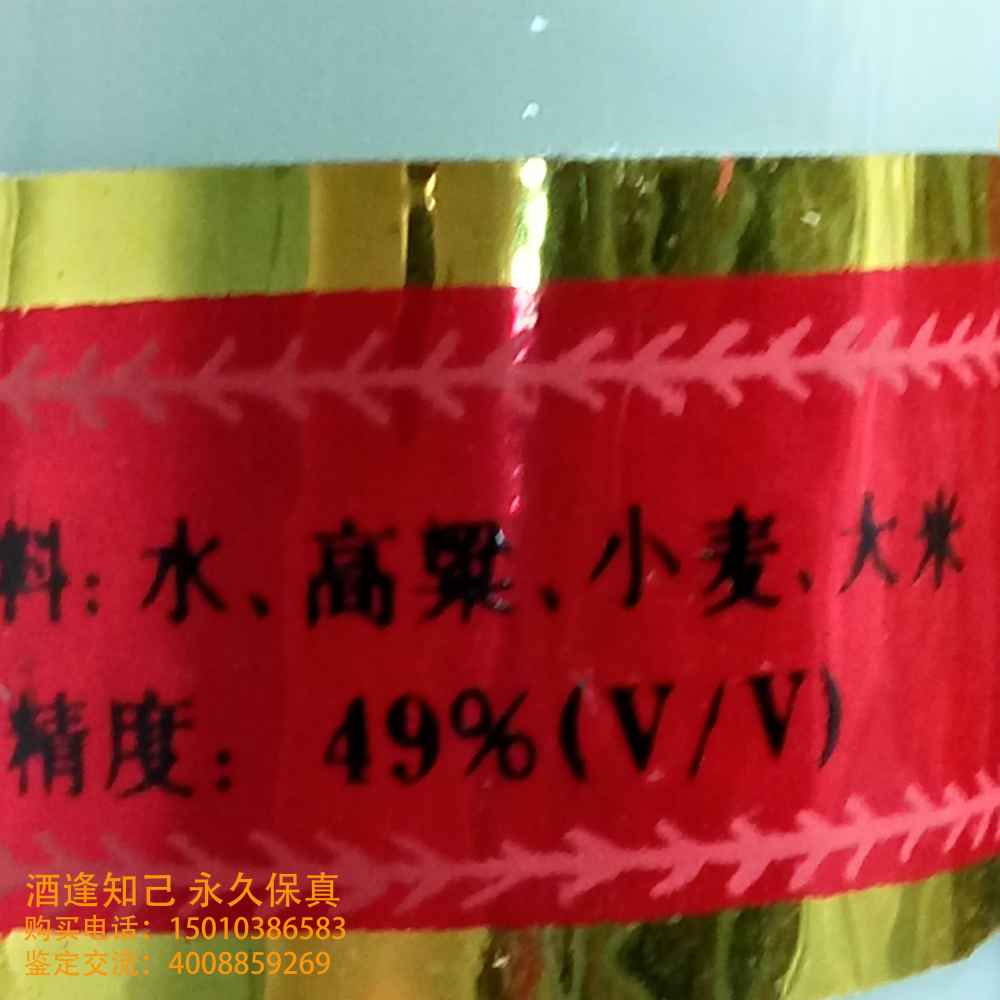 料：水、高粱、小麦、大米
精度：49%(V/V)
酒逢知己 永久保真
购买电话：15010386583
鉴定交流：4008859269